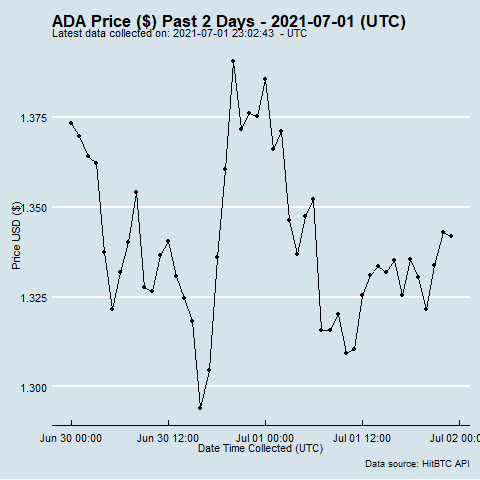 ADA Price ($) Past 2 Days - 2021-07-01 (UTC)
Latest data collected on: 2021-07-01 23:02:43 - UTC
1.375
1.350
1.325
1.300
Price USD ($)
Jun 30 00:00 Jun 30 12:00 Jul 01 00:00 Jul 01 12:00 Jul 02 00:00
Date Time Collected (UTC)
Data source: HitBTC API